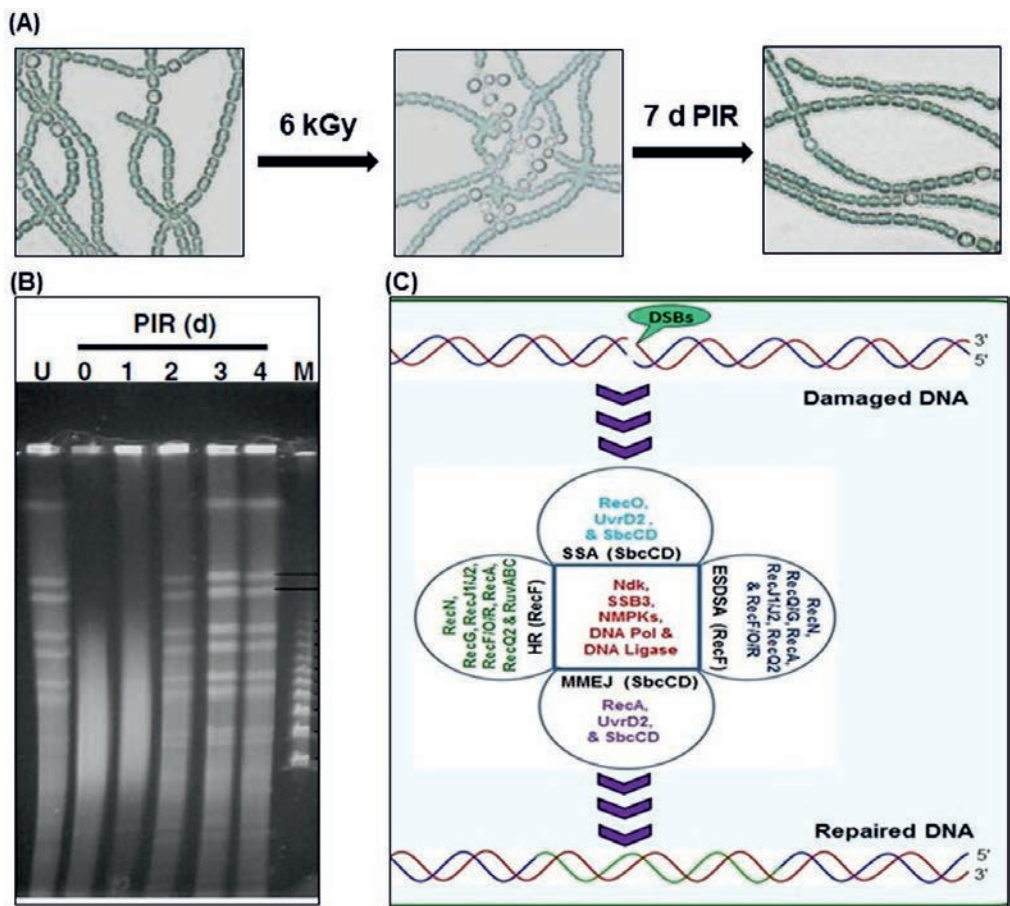 (A)
6 kGy
7 d PIR
(B)
PIR (d)
U 0 1 2 3 4 M
(C)
DSBs
3'
5'
Damaged DNA
RecO,
UvrD2 ,
& SbcCD
SSA (SbcCD)
RecN,
RecG, RecJ1/J2,
RecF/O/R, RecA,
RecQ2 & RuvABC
HR (RecF)
Ndk,
SSB3,
NMPKs,
DNA Pol &
DNA Ligase
ESDSA (RecF)
RecN,
RecQ/G, RecA,
RecJ1/J2, RecQ2
& RecF/O/R
MMEJ (SbcCD)
RecA,
UvrD2,
& SbcCD
Repaired DNA
5'
3'